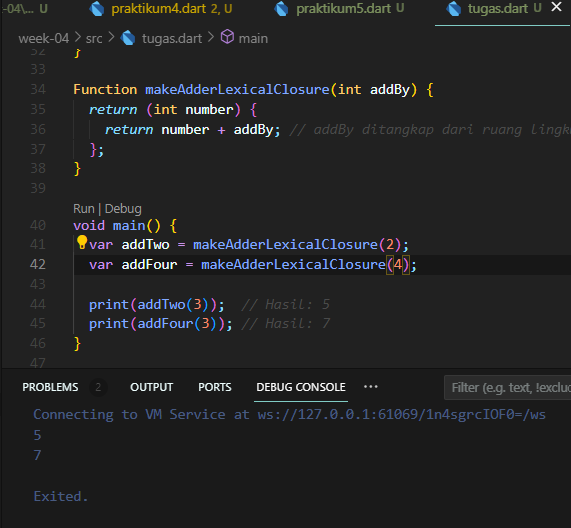 -04\... U praktikum4.dart 2, U praktikum5.dart U tugas.dart U
week-04 > src > tugas.dart > main
32 }
33
34 Function makeAdderLexicalClosure(int addBy) {
35 return (int number) {
36 return number + addBy; // addBy ditangkap dari ruang lingk
37 };
38 }
39
Run | Debug
40 void main() {
41 var addTwo = makeAdderLexicalClosure(2);
42 var addFour = makeAdderLexicalClosure(4);
43
44 print(addTwo(3)); // Hasil: 5
45 print(addFour(3)); // Hasil: 7
46 }
47
PROBLEMS 2 OUTPUT PORTS DEBUG CONSOLE ... Filter (e.g. text, !exclu
Connecting to VM Service at ws://127.0.0.1:61069/1n4sgrcIOF0=/ws
5
7
Exited.